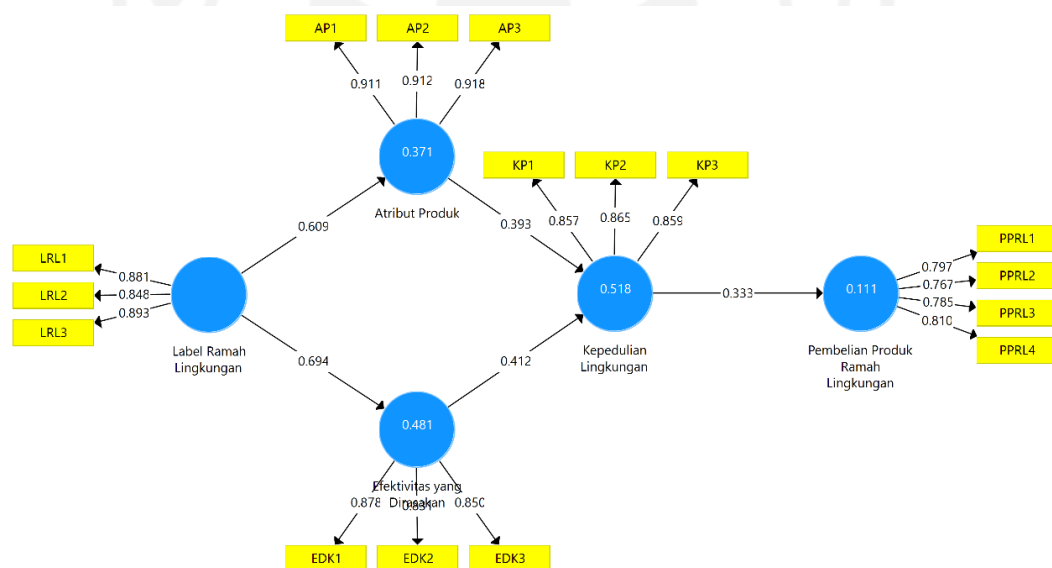 AP1
AP2
AP3
0.911
0.912
0.918
0.371
Atribut Produk
KP1
KP2
KP3
0.857
0.865
0.859
0.609
0.393
LRL1
LRL2
LRL3
0.881
0.848
0.893
Label Ramah
Lingkungan
0.518
Kepedulian
Lingkungan
0.333
0.111
Pembelian Produk
Ramah
Lingkungan
0.797
0.767
0.785
0.810
PPRL1
PPRL2
PPRL3
PPRL4
0.694
0.412
0.481
Efektivitas yang
Dirasakan
0.878
0.831
0.850
EDK1
EDK2
EDK3